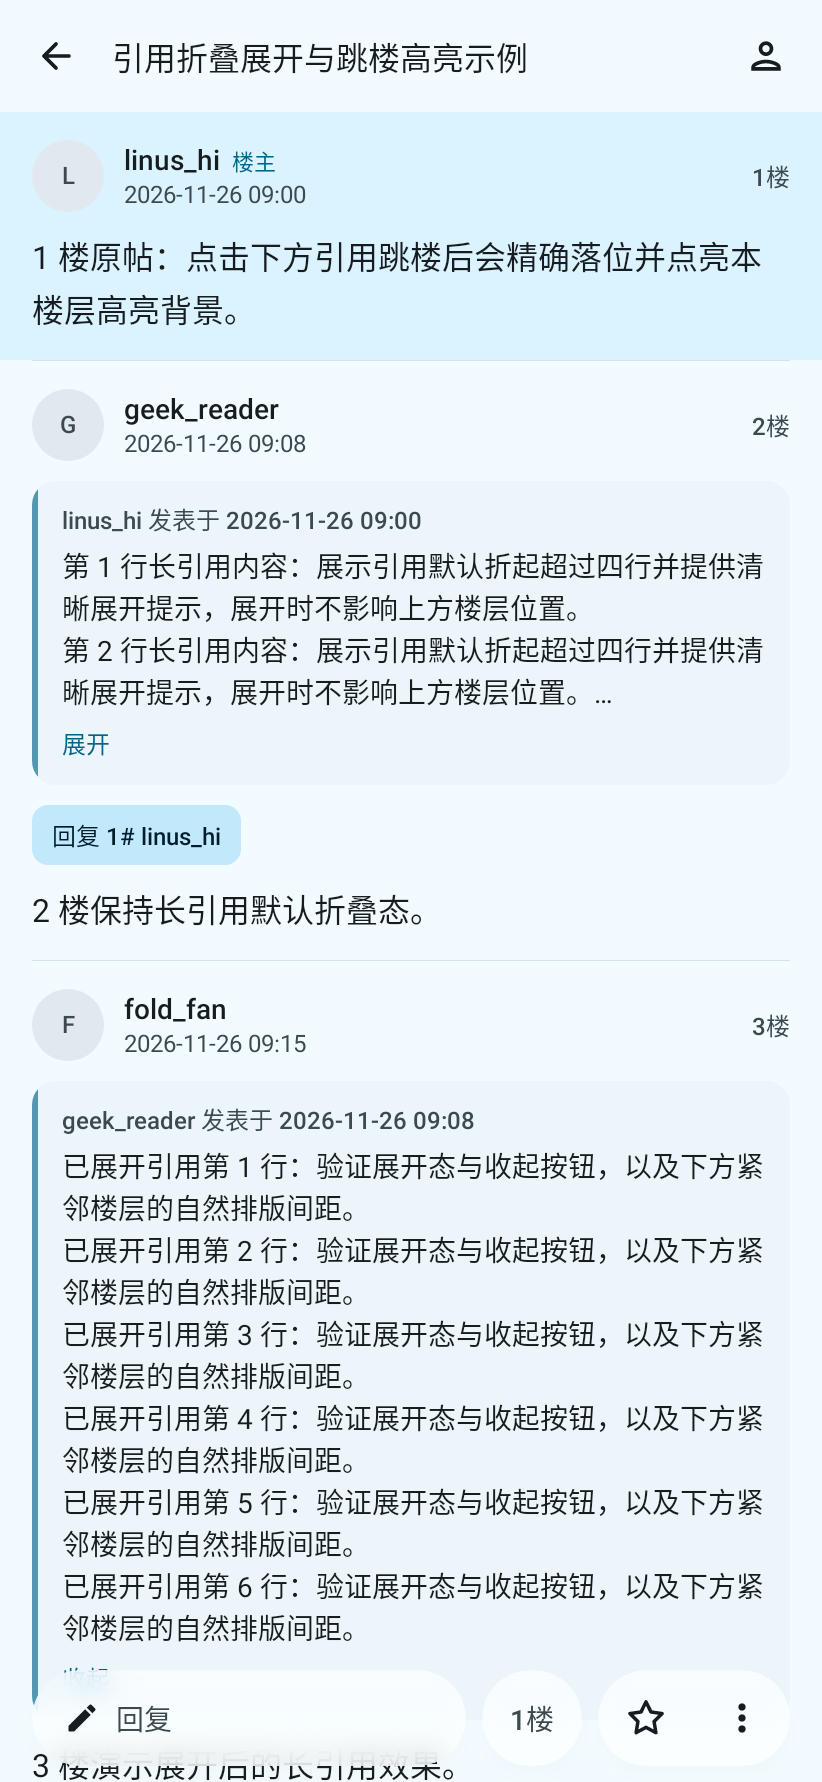 引用折叠展开与跳楼高亮示例
L
linus_hi 楼主
2026-11-26 09:00
1楼
1 楼原帖：点击下方引用跳楼后会精确落位并点亮本
楼层高亮背景。
G
geek_reader
2026-11-26 09:08
2楼
linus_hi 发表于 2026-11-26 09:00
第 1 行长引用内容：展示引用默认折起超过四行并提供清
晰展开提示，展开时不影响上方楼层位置。
第 2 行长引用内容：展示引用默认折起超过四行并提供清
晰展开提示，展开时不影响上方楼层位置。…
展开
回复 1# linus_hi
2 楼保持长引用默认折叠态。
F
fold_fan
2026-11-26 09:15
3楼
geek_reader 发表于 2026-11-26 09:08
已展开引用第 1 行：验证展开态与收起按钮，以及下方紧
邻楼层的自然排版间距。
已展开引用第 2 行：验证展开态与收起按钮，以及下方紧
邻楼层的自然排版间距。
已展开引用第 3 行：验证展开态与收起按钮，以及下方紧
邻楼层的自然排版间距。
已展开引用第 4 行：验证展开态与收起按钮，以及下方紧
邻楼层的自然排版间距。
已展开引用第 5 行：验证展开态与收起按钮，以及下方紧
邻楼层的自然排版间距。
已展开引用第 6 行：验证展开态与收起按钮，以及下方紧
邻楼层的自然排版间距。
收起
回复
1楼
3 楼演示展开后的长引用效果。